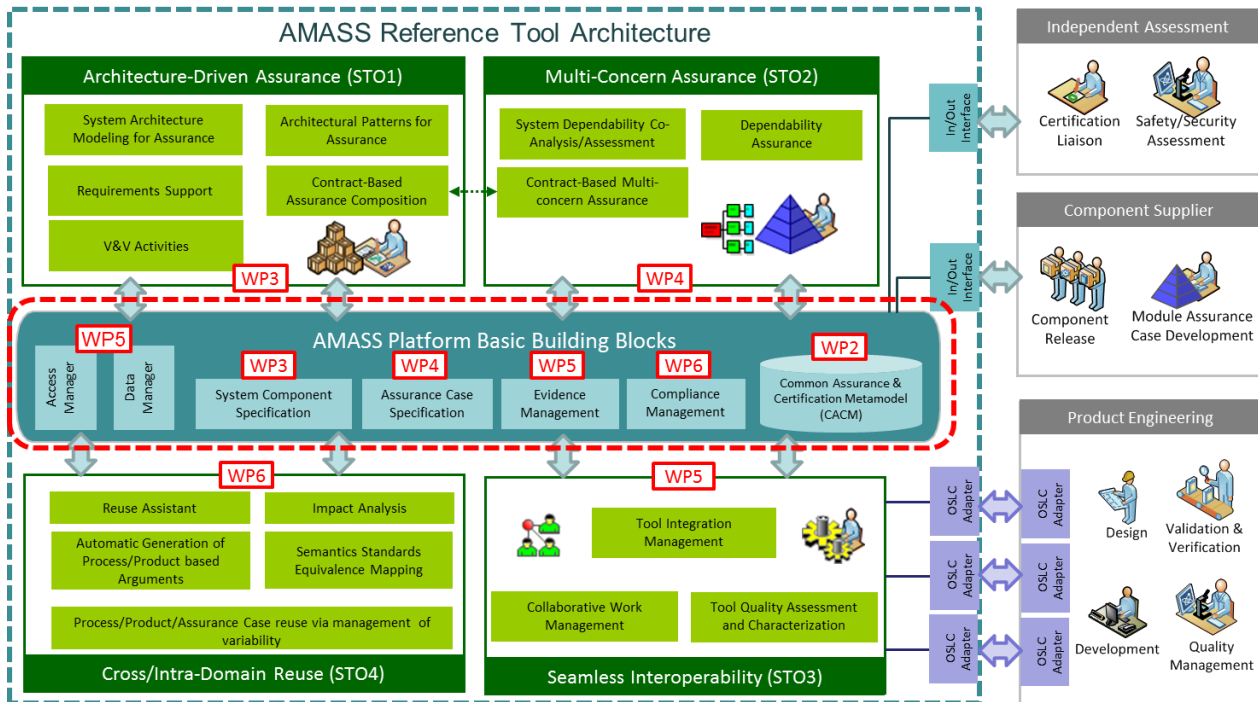 AMASS Reference Tool Architecture
Architecture-Driven Assurance (STO1)
System Architecture
Modeling for Assurance
Architectural Patterns for
Assurance
Requirements Support
Contract-Based
Assurance Composition
V&V Activities
WP3
Multi-Concern Assurance (STO2)
System Dependability Co-
Analysis/Assessment
Dependability
Assurance
Contract-Based Multi-
concern Assurance
WP4
AMASS Platform Basic Building Blocks
WP5
Access
Manager
Data
Manager
WP3
System Component
Specification
WP4
Assurance Case
Specification
WP5
Evidence
Management
WP6
Compliance
Management
WP2
Common Assurance &
Certification Metamodel
(CACM)
WP6
Reuse Assistant
Impact Analysis
Automatic Generation of
Process/Product based
Arguments
Semantics Standards
Equivalence Mapping
Process/Product/Assurance Case reuse via management of
variability
Cross/Intra-Domain Reuse (STO4)
WP5
Tool Integration
Management
Collaborative Work
Management
Tool Quality Assessment
and Characterization
Seamless Interoperability (STO3)
In/Out
Interface
In/Out
Interface
OSLC
Adapter
OSLC
Adapter
OSLC
Adapter
OSLC
Adapter
OSLC
Adapter
OSLC
Adapter
Independent Assessment
Certification
Liaison
Safety/Security
Assessment
Component Supplier
Component
Release
Module Assurance
Case Development
Product Engineering
Design
Validation &
Verification
Development
Quality
Management